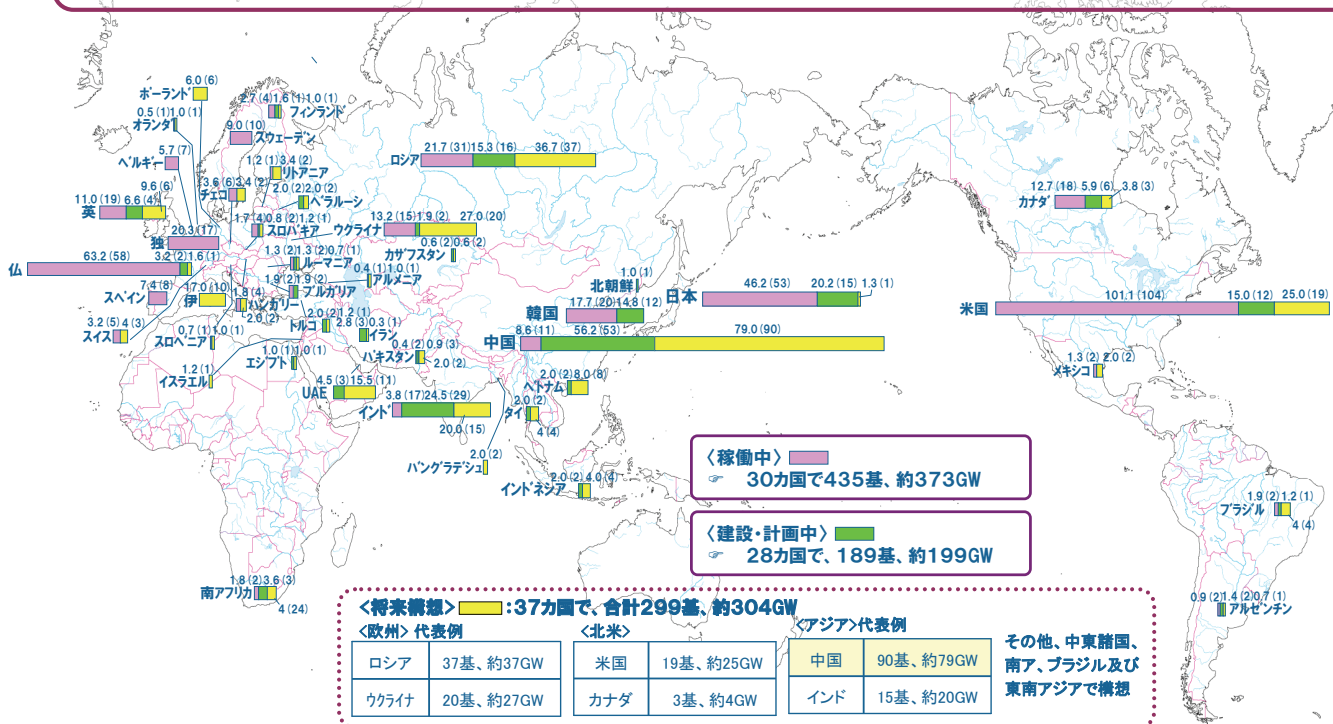 6.0 (6)
ポーランド
0.5 (1)1.0 (1)
オランダ
5.7 (7)
ベルギー
9.6 (6)
11.0 (19) 6.6 (4)
英
20.3 (17)
独
63.2 (58) 3.2 (2)1.6 (1)
仏
7.4 (8)
スペイン
17.0 (10)
伊
3.2 (5) 4 (3)
スイス
0.7 (1)1.0 (1)
スロベニア
1.2 (1)
イスラエル
1.0 (1)1.0 (1)
エジプト
2.7 (4)1.6 (1)1.0 (1)
フィンランド
9.0 (10)
スウェーデン
1.2 (1)3.4 (2)
リトアニア
3.6 (6)3.4 (2)
チェコ
2.0 (2)2.0 (2)
ベラルーシ
1.7 (4)0.8 (2)1.2 (1)
スロバキア
21.7 (31)15.3 (16) 36.7 (37)
ロシア
13.2 (15)1.9 (2) 27.0 (20)
ウクライナ
0.6 (2)0.6 (2)
カザフスタン
1.3 (2)1.3 (2)0.7 (1)
ルーマニア
0.4 (1)1.0 (1)
アルメニア
1.9 (2)1.9 (2)
ブルガリア
1.8 (4)
ハンガリー
2.0 (2)
2.0 (2)1.2 (1)
トルコ
2.8 (3)0.3 (1)
イラン
0.4 (2)0.9 (3)
パキスタン
2.0 (2)
4.5 (3)15.5 (11)
UAE
3.8 (17)24.5 (29)
インド
20.0 (15)
2.0 (2)
バングラデシュ
1.0 (1)
北朝鮮
17.7 (20)14.8 (12)
韓国
46.2 (53) 20.2 (15) 1.3 (1)
日本
8.6 (11) 56.2 (53) 79.0 (90)
中国
2.0 (2)8.0 (8)
ベトナム
2.0 (2)
タイ
4 (4)
2.0 (2)4.0 (4)
インドネシア
12.7 (18) 5.9 (6) 3.8 (3)
カナダ
101.1 (104) 15.0 (12) 25.0 (19)
米国
1.3 (2)2.0 (2)
メキシコ
1.9 (2)1.2 (1)
ブラジル
4 (4)
0.9 (2)1.4 (2)0.7 (1)
アルゼンチン
1.8 (2)3.6 (3)
南アフリカ
4 (24)
〈稼働中〉
☞ 30カ国で435基、約373GW
〈建設・計画中〉
☞ 28カ国で、189基、約199GW
<将来構想> :37カ国で、合計299基、約304GW
<欧州> 代表例
ロシア 37基、約37GW
ウクライナ 20基、約27GW
<北米>
米国 19基、約25GW
カナダ 3基、約4GW
<アジア>代表例
中国 90基、約79GW
インド 15基、約20GW
その他、中東諸国、
南ア、ブラジル及び
東南アジアで構想